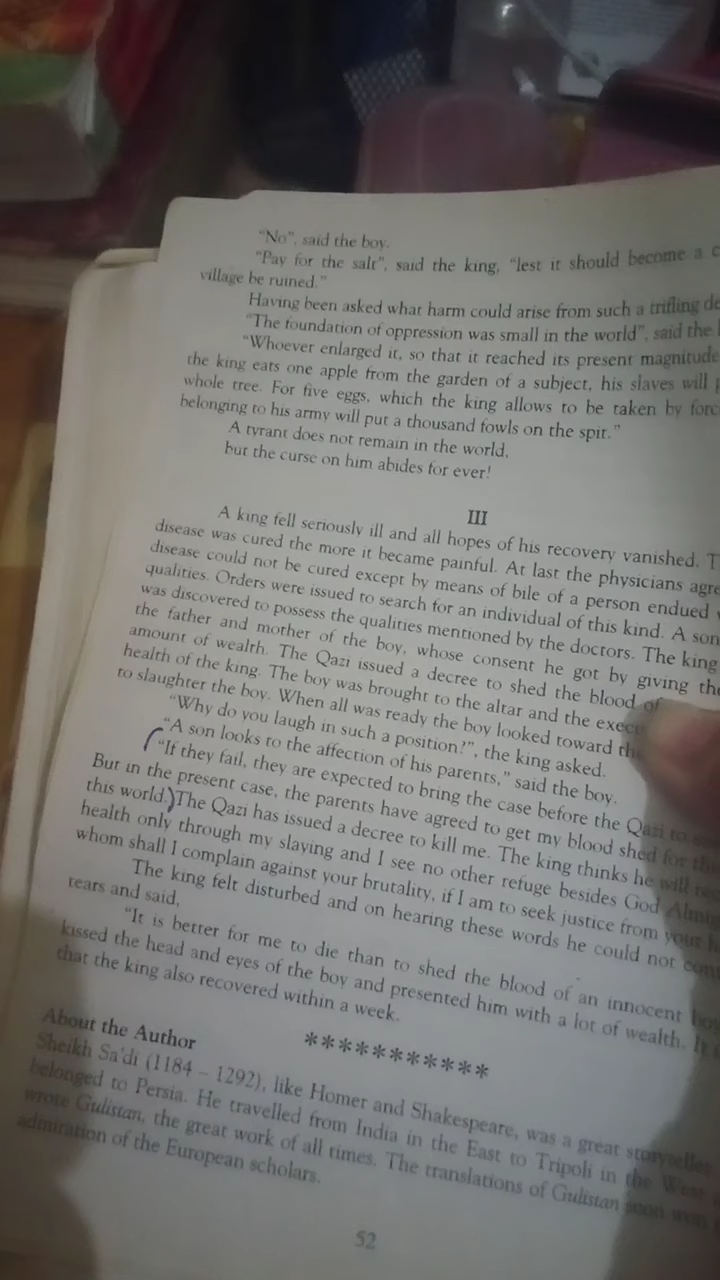 "No", said the boy.
"Pay for the salt", said the king, "lest it should become a
village be ruined."
Having been asked what harm could arise from such a trifling
"The foundation of oppression was small in the world", said the
"Whoever enlarged it, so that it reached its present magnitude
the king eats one apple from the garden of a subject, his slaves will
whole tree. For five eggs, which the king allows to be taken by
belonging to his army will put a thousand fowls on the spit."
A tyrant does not remain in the world,
but the curse on him abides for ever!
III
A king fell seriously ill and all hopes of his recovery vanished.
disease was cured the more it became painful. At last the physicians
disease could not be cured except by means of bile of a person endued
qualities. Orders were issued to search for an individual of this kind. A son
was discovered to possess the qualities mentioned by the doctors. The king
the father and mother of the boy, whose consent he got by giving
amount of wealth. The Qazi issued a decree to shed the blood of
health of the king. The boy was brought to the altar and the
to slaughter the boy. When all was ready the boy looked toward
"Why do you laugh in such a position?", the king asked.
"A son looks to the affection of his parents," said the boy.
"If they fail, they are expected to bring the case before the Qazi to
But in the present case, the parents have agreed to get my blood shed for
this world. The Qazi has issued a decree to kill me. The king thinks he will
health only through my slaying and I see no other refuge besides God
whom shall I complain against your brutality, if I am to seek justice from your
The king felt disturbed and on hearing these words he could not
tears and said,
"It is better for me to die than to shed the blood of an innocent
kissed the head and eyes of the boy and presented him with a lot of wealth.
that the king also recovered within a week.
***********
About the Author
Sheikh Sa'di (1184 – 1292), like Homer and Shakespeare, was a great
belonged to Persia. He travelled from India in the East to Tripoli in the West
wrote Gulistan, the great work of all times. The translations of Gulistan soon won
admiration of the European scholars.
52